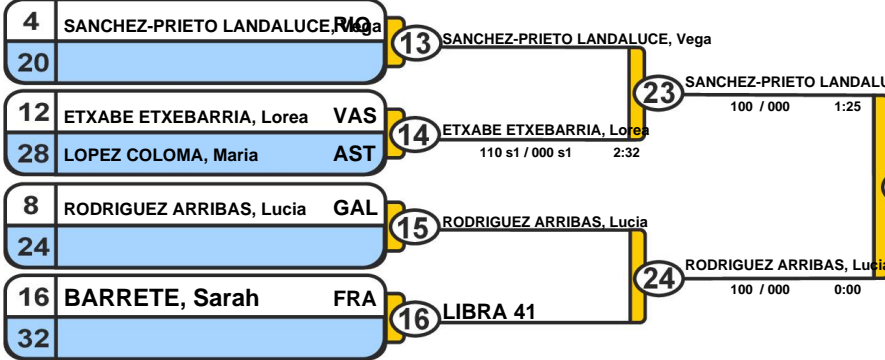 4 SANCHEZ-PRIETO LANDALUCE, Vega RIO
20
13 SANCHEZ-PRIETO LANDALUCE, Vega
12 ETXABE ETXEBARRIA, Lorea VAS
28 LOPEZ COLOMA, Maria AST
14 ETXABE ETXEBARRIA, Lorea
110 s1 / 000 s1 2:32
23 SANCHEZ-PRIETO LANDALU
100 / 000 1:25
8 RODRIGUEZ ARRIBAS, Lucia GAL
24
15 RODRIGUEZ ARRIBAS, Lucia
16 BARRETE, Sarah FRA
32
16 LIBRA 41
24 RODRIGUEZ ARRIBAS, Lucia
100 / 000 0:00